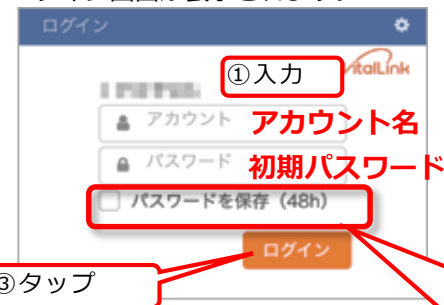 ログイン
①入力
VitalLink
アカウント アカウント名
パスワード 初期パスワード
パスワードを保存（48h）
ログイン
③タップ